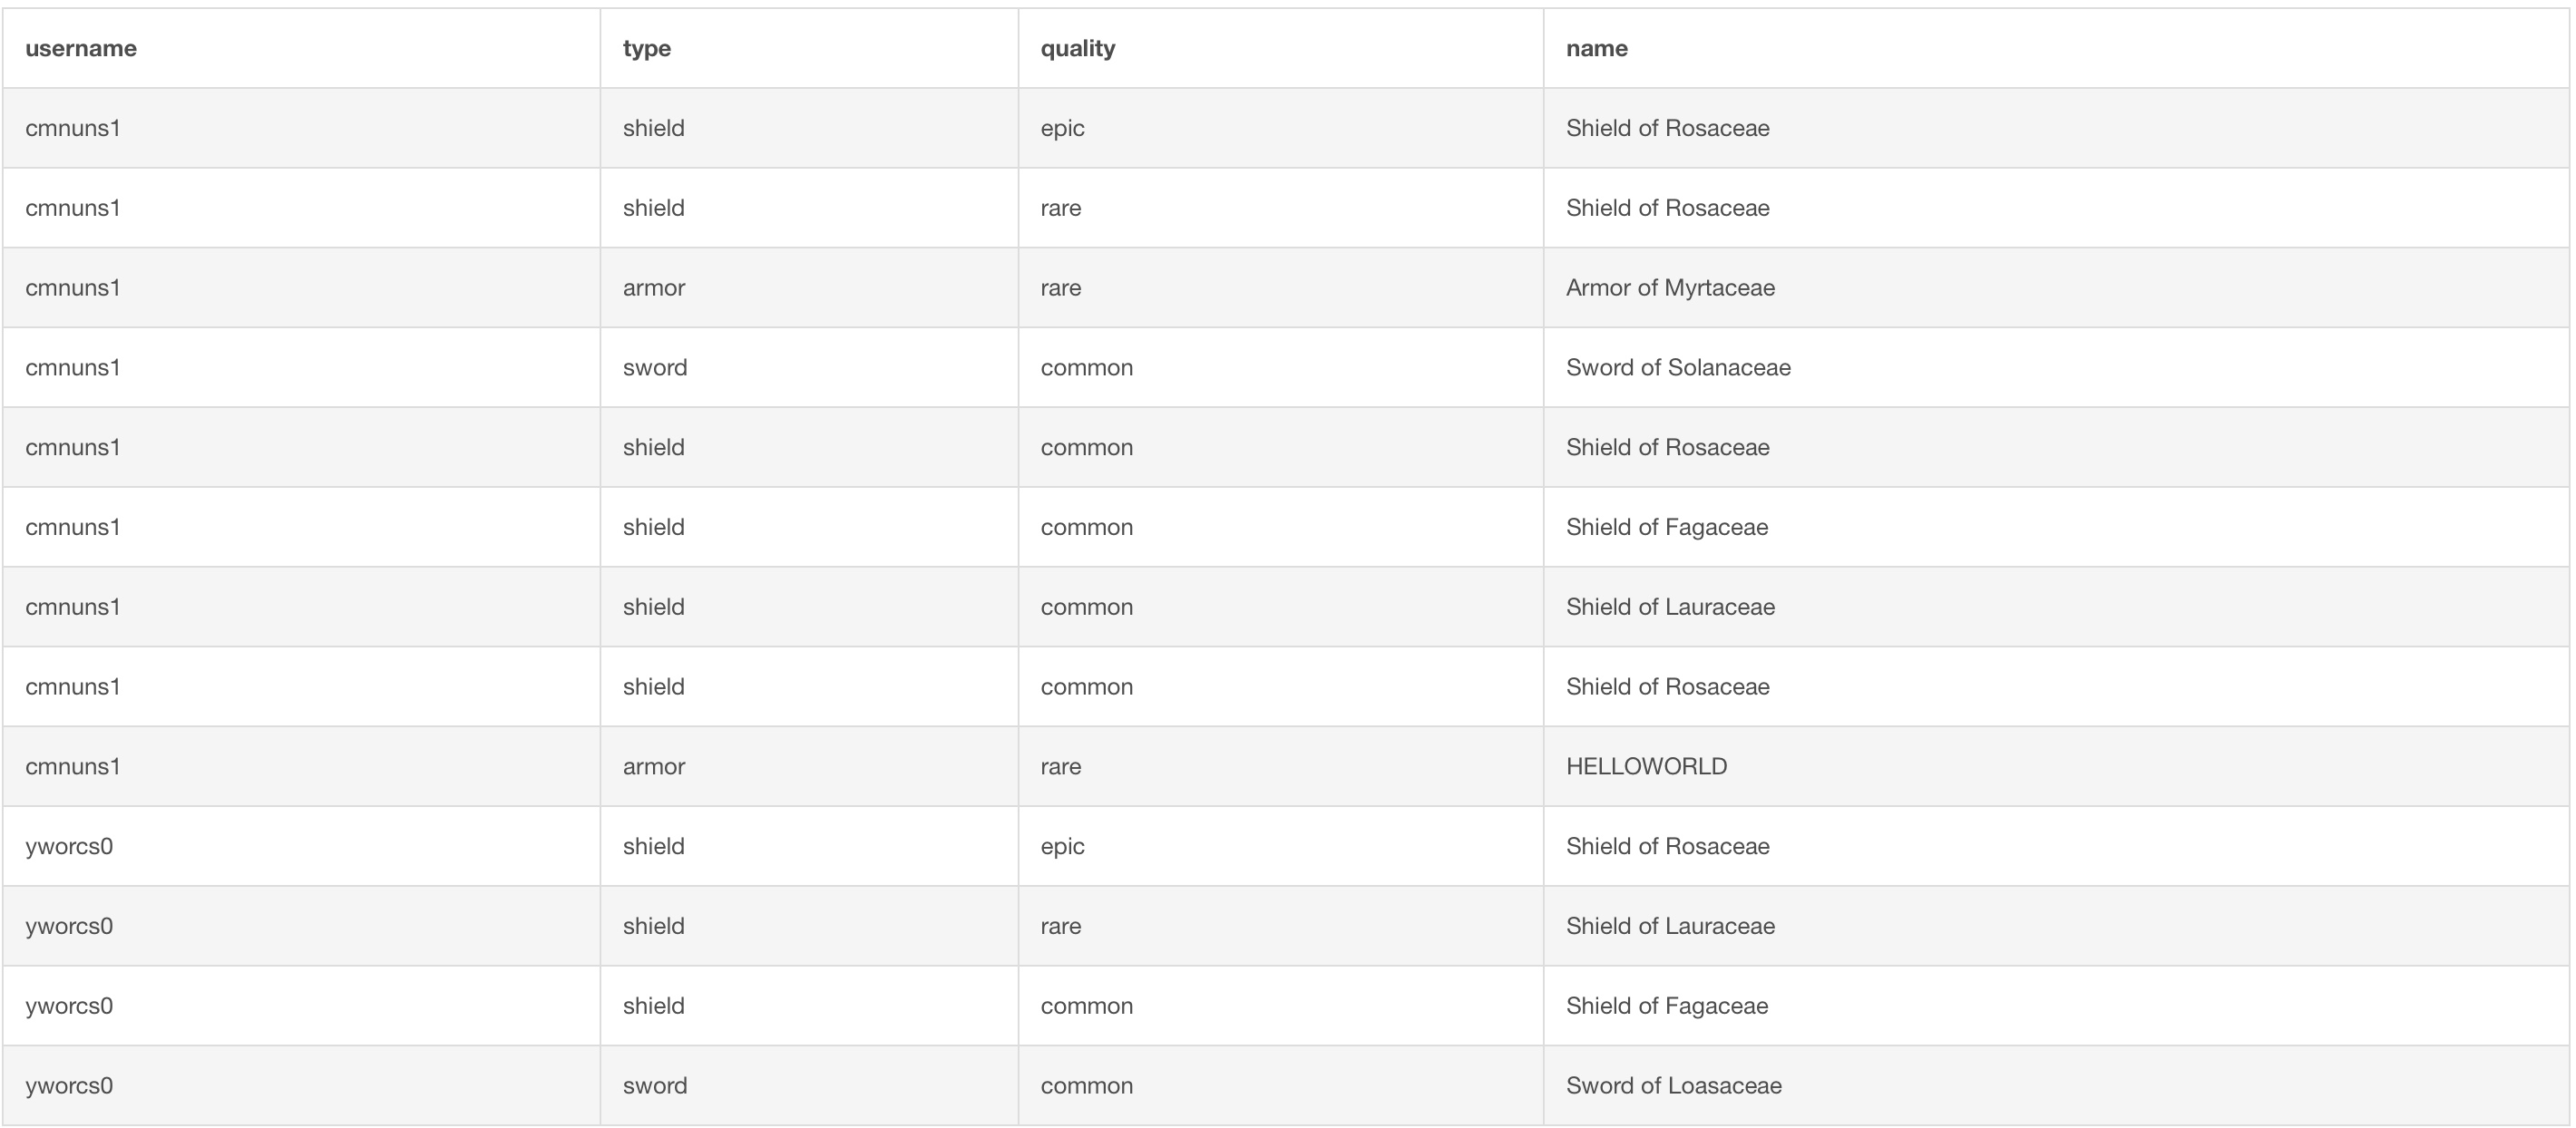 username type quality name
cmnuns1 shield epic Shield of Rosaceae
cmnuns1 shield rare Shield of Rosaceae
cmnuns1 armor rare Armor of Myrtaceae
cmnuns1 sword common Sword of Solanaceae
cmnuns1 shield common Shield of Rosaceae
cmnuns1 shield common Shield of Fagaceae
cmnuns1 shield common Shield of Lauraceae
cmnuns1 shield common Shield of Rosaceae
cmnuns1 armor rare HELLOWORLD
yworcs0 shield epic Shield of Rosaceae
yworcs0 shield rare Shield of Lauraceae
yworcs0 shield common Shield of Fagaceae
yworcs0 sword common Sword of Loasaceae